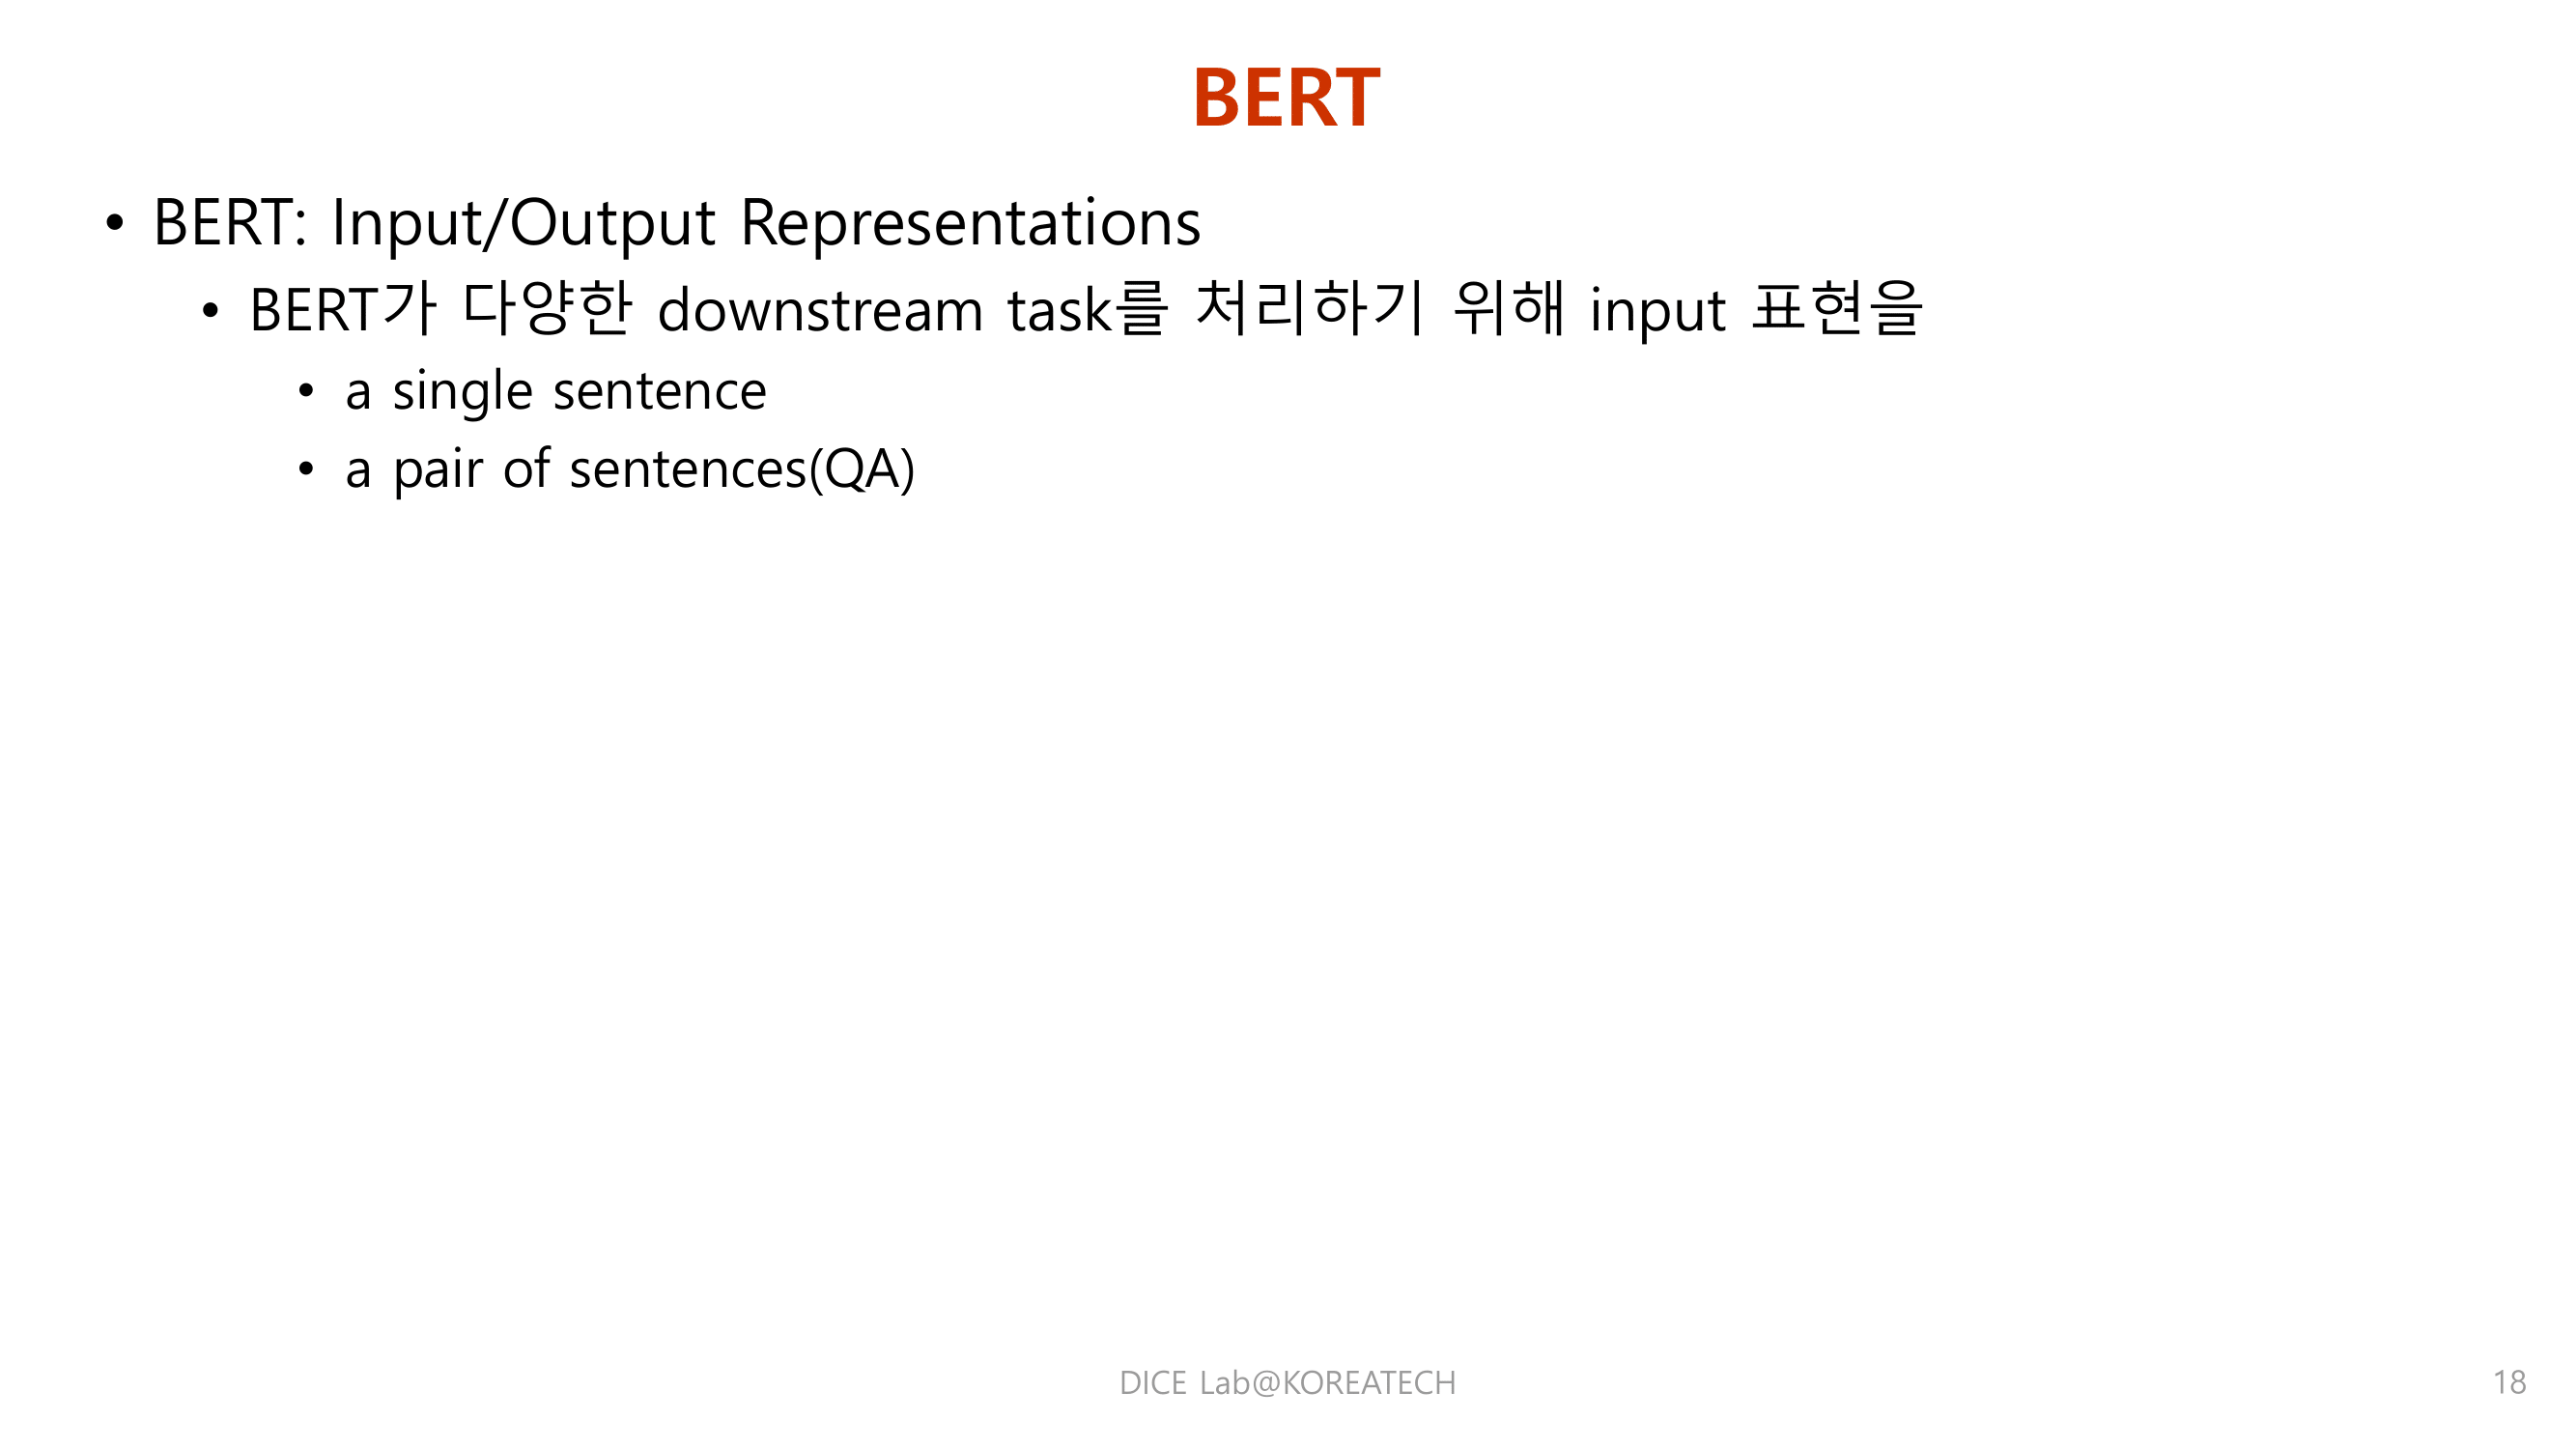 BERT
• BERT: Input/Output Representations
• BERT가 다양한 downstream task를 처리하기 위해 input 표현을
• a single sentence
• a pair of sentences(QA)
DICE Lab@KOREATECH
18